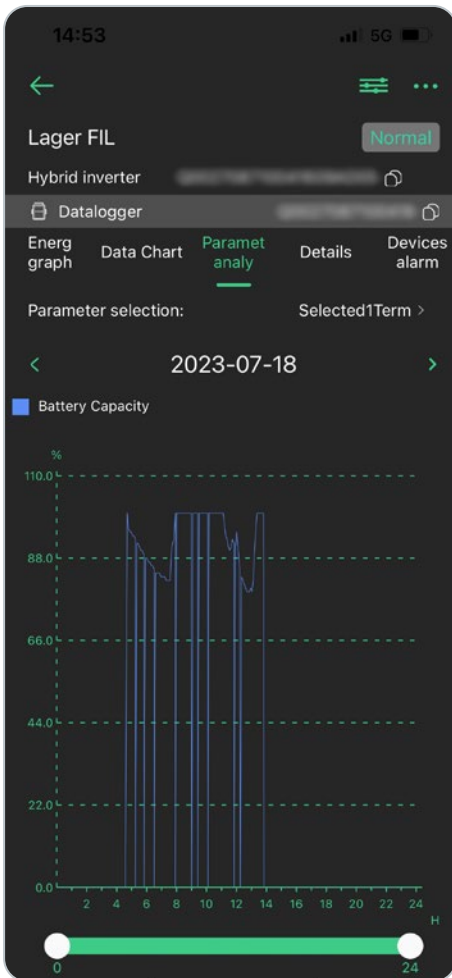 14:53 5G
Lager FIL Normal
Hybrid inverter
Datalogger
Energ graph Data Chart Paramet analy Details Devices alarm
Parameter selection: Selected1Term >
< 2023-07-18 >
Battery Capacity
%
110.0
88.0
66.0
44.0
22.0
0.0
2 4 6 8 10 12 14 16 18 20 22 24
H
0 24